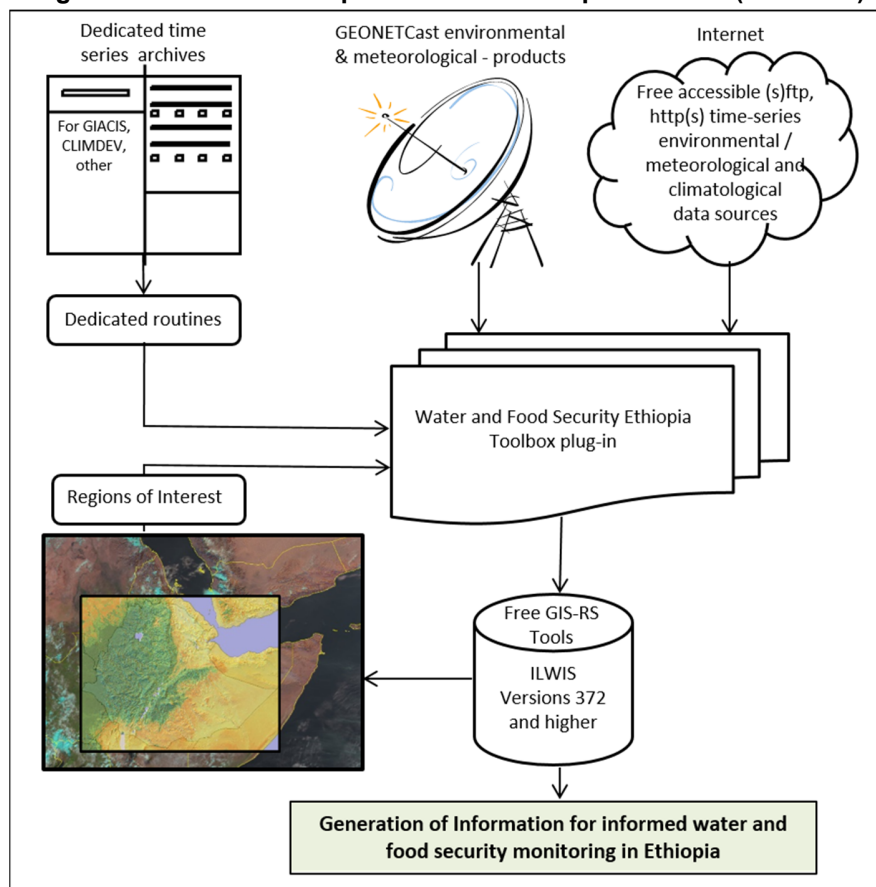 Dedicated time
series archives
For GIACIS,
CLIMDEV,
other
GEONETCast environmental
& meteorological - products
Internet
Free accessible (s)ftp,
http(s) time-series
environmental /
meteorological and
climatological
data sources
Dedicated routines
Water and Food Security Ethiopia
Toolbox plug-in
Regions of Interest
Free GIS-RS
Tools
ILWIS
Versions 372
and higher
Generation of Information for informed water and
food security monitoring in Ethiopia